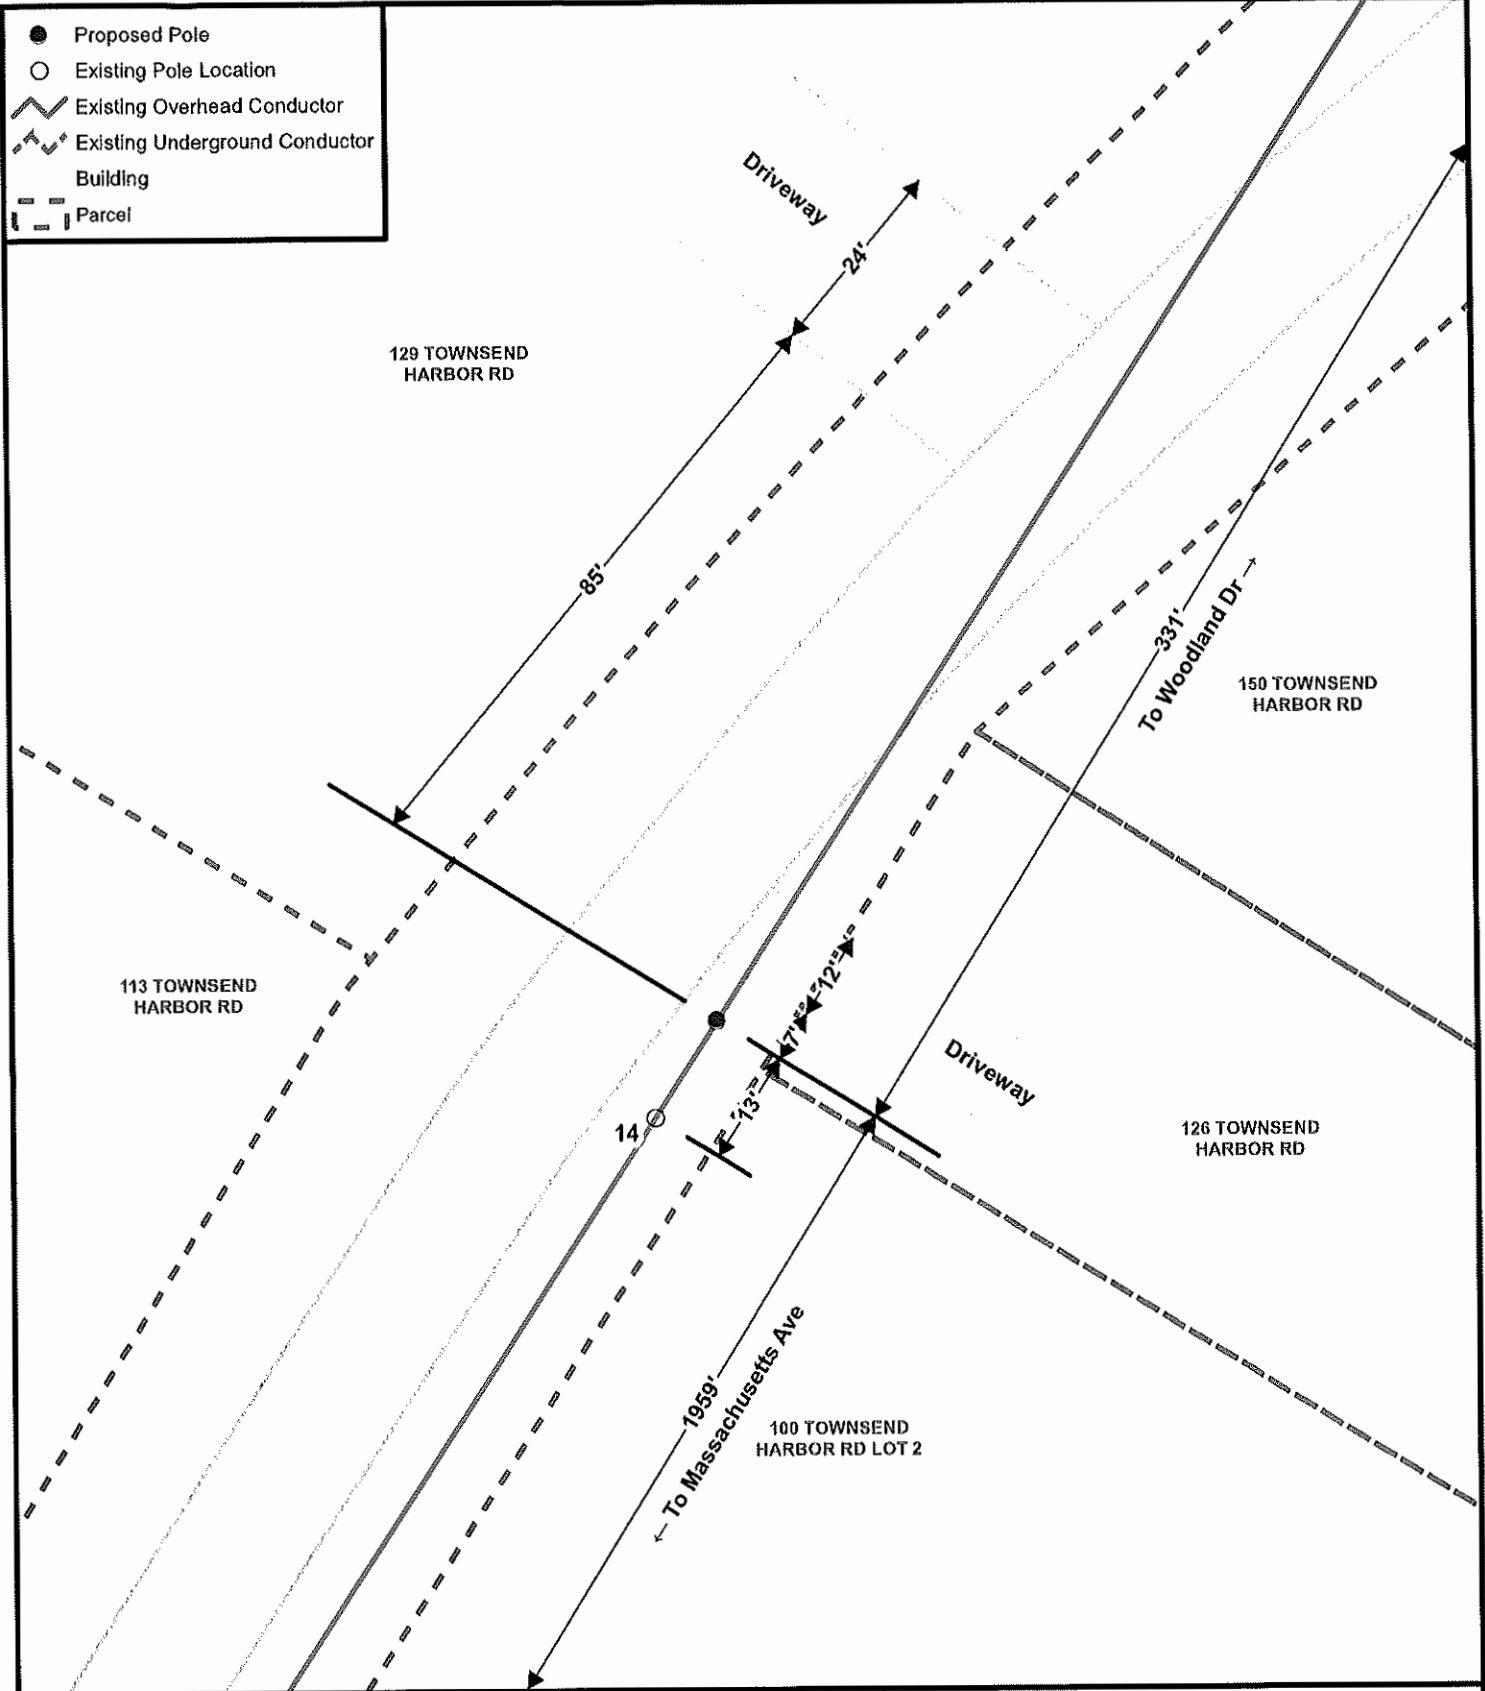 Proposed Pole
Existing Pole Location
Existing Overhead Conductor
Existing Underground Conductor
Building
Parcel
Driveway
24'
129 TOWNSEND
HARBOR RD
85'
331'
To Woodland Dr →
150 TOWNSEND
HARBOR RD
113 TOWNSEND
HARBOR RD
12'
7'
13'
14
Driveway
126 TOWNSEND
HARBOR RD
1959'
← To Massachusetts Ave
100 TOWNSEND
HARBOR RD LOT 2